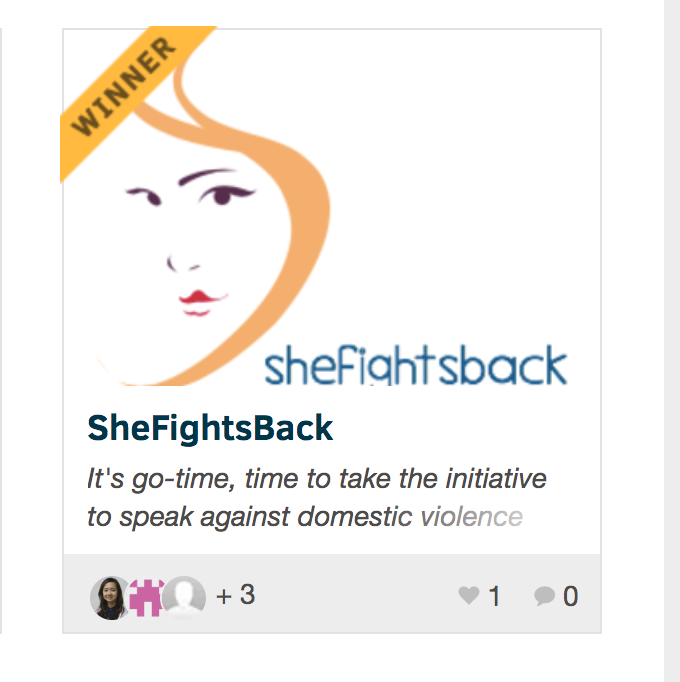 WINNER
shefightsback
SheFightsBack
It's go-time, time to take the initiative
to speak against domestic violence
+ 3
1
0